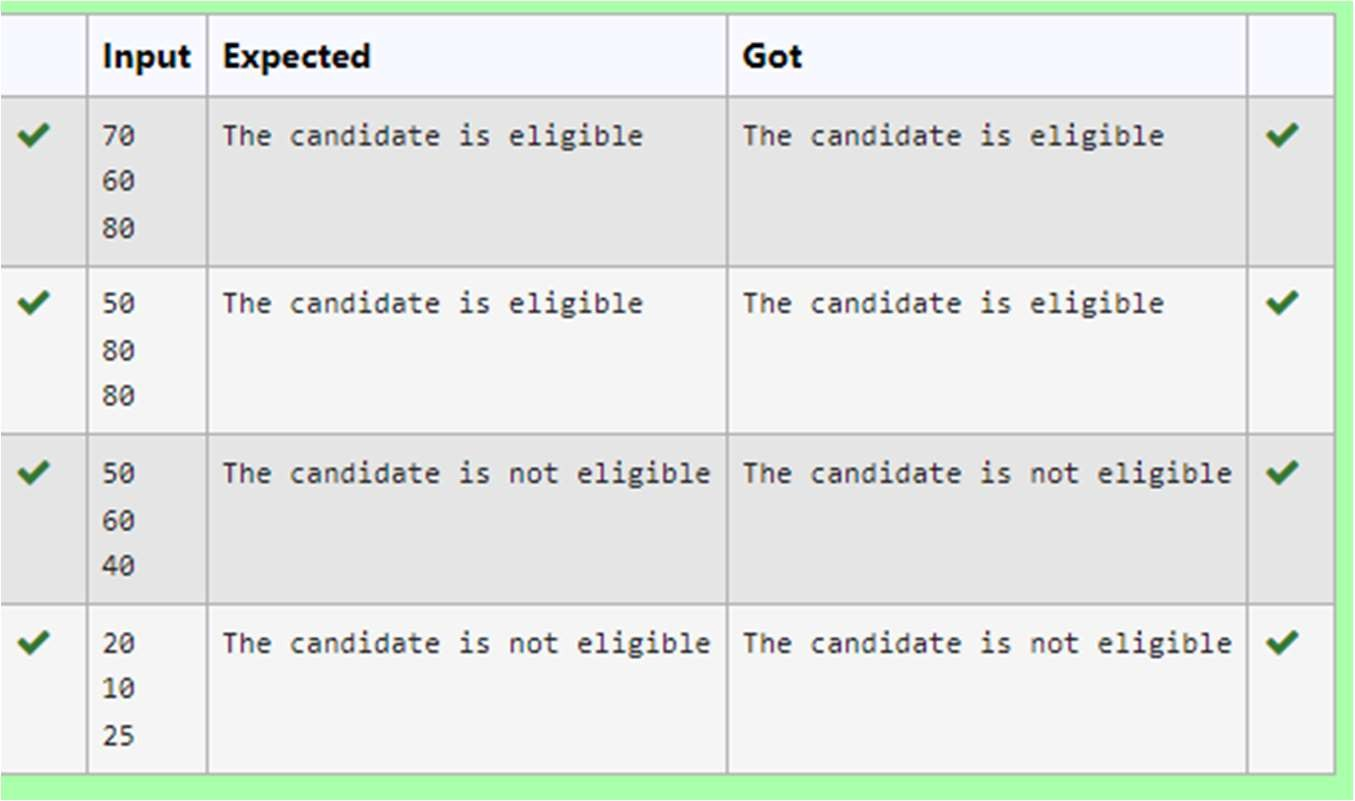 Input Expected Got
70 The candidate is eligible The candidate is eligible
60
80
50 The candidate is eligible The candidate is eligible
80
80
50 The candidate is not eligible The candidate is not eligible
60
40
20 The candidate is not eligible The candidate is not eligible
10
25